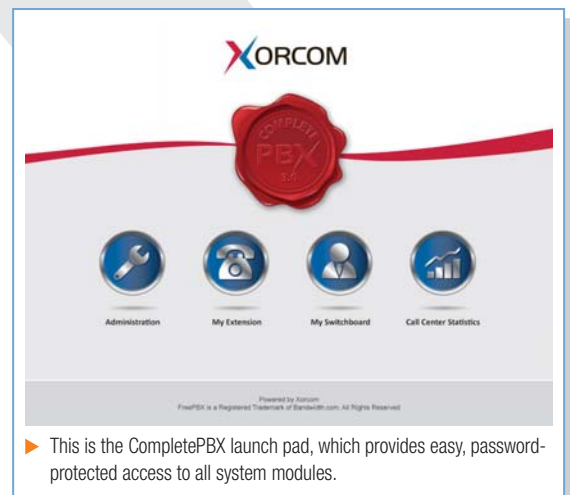 XORCOM
COMPLETE
PBX
3.0
Administration
My Extension
My Switchboard
Call Center Statistics
Powered by Xorcom
FreePBX is a Registered Trademark of Bandwidth.com, All Rights Reserved
This is the CompletePBX launch pad, which provides easy, password-
protected access to all system modules.